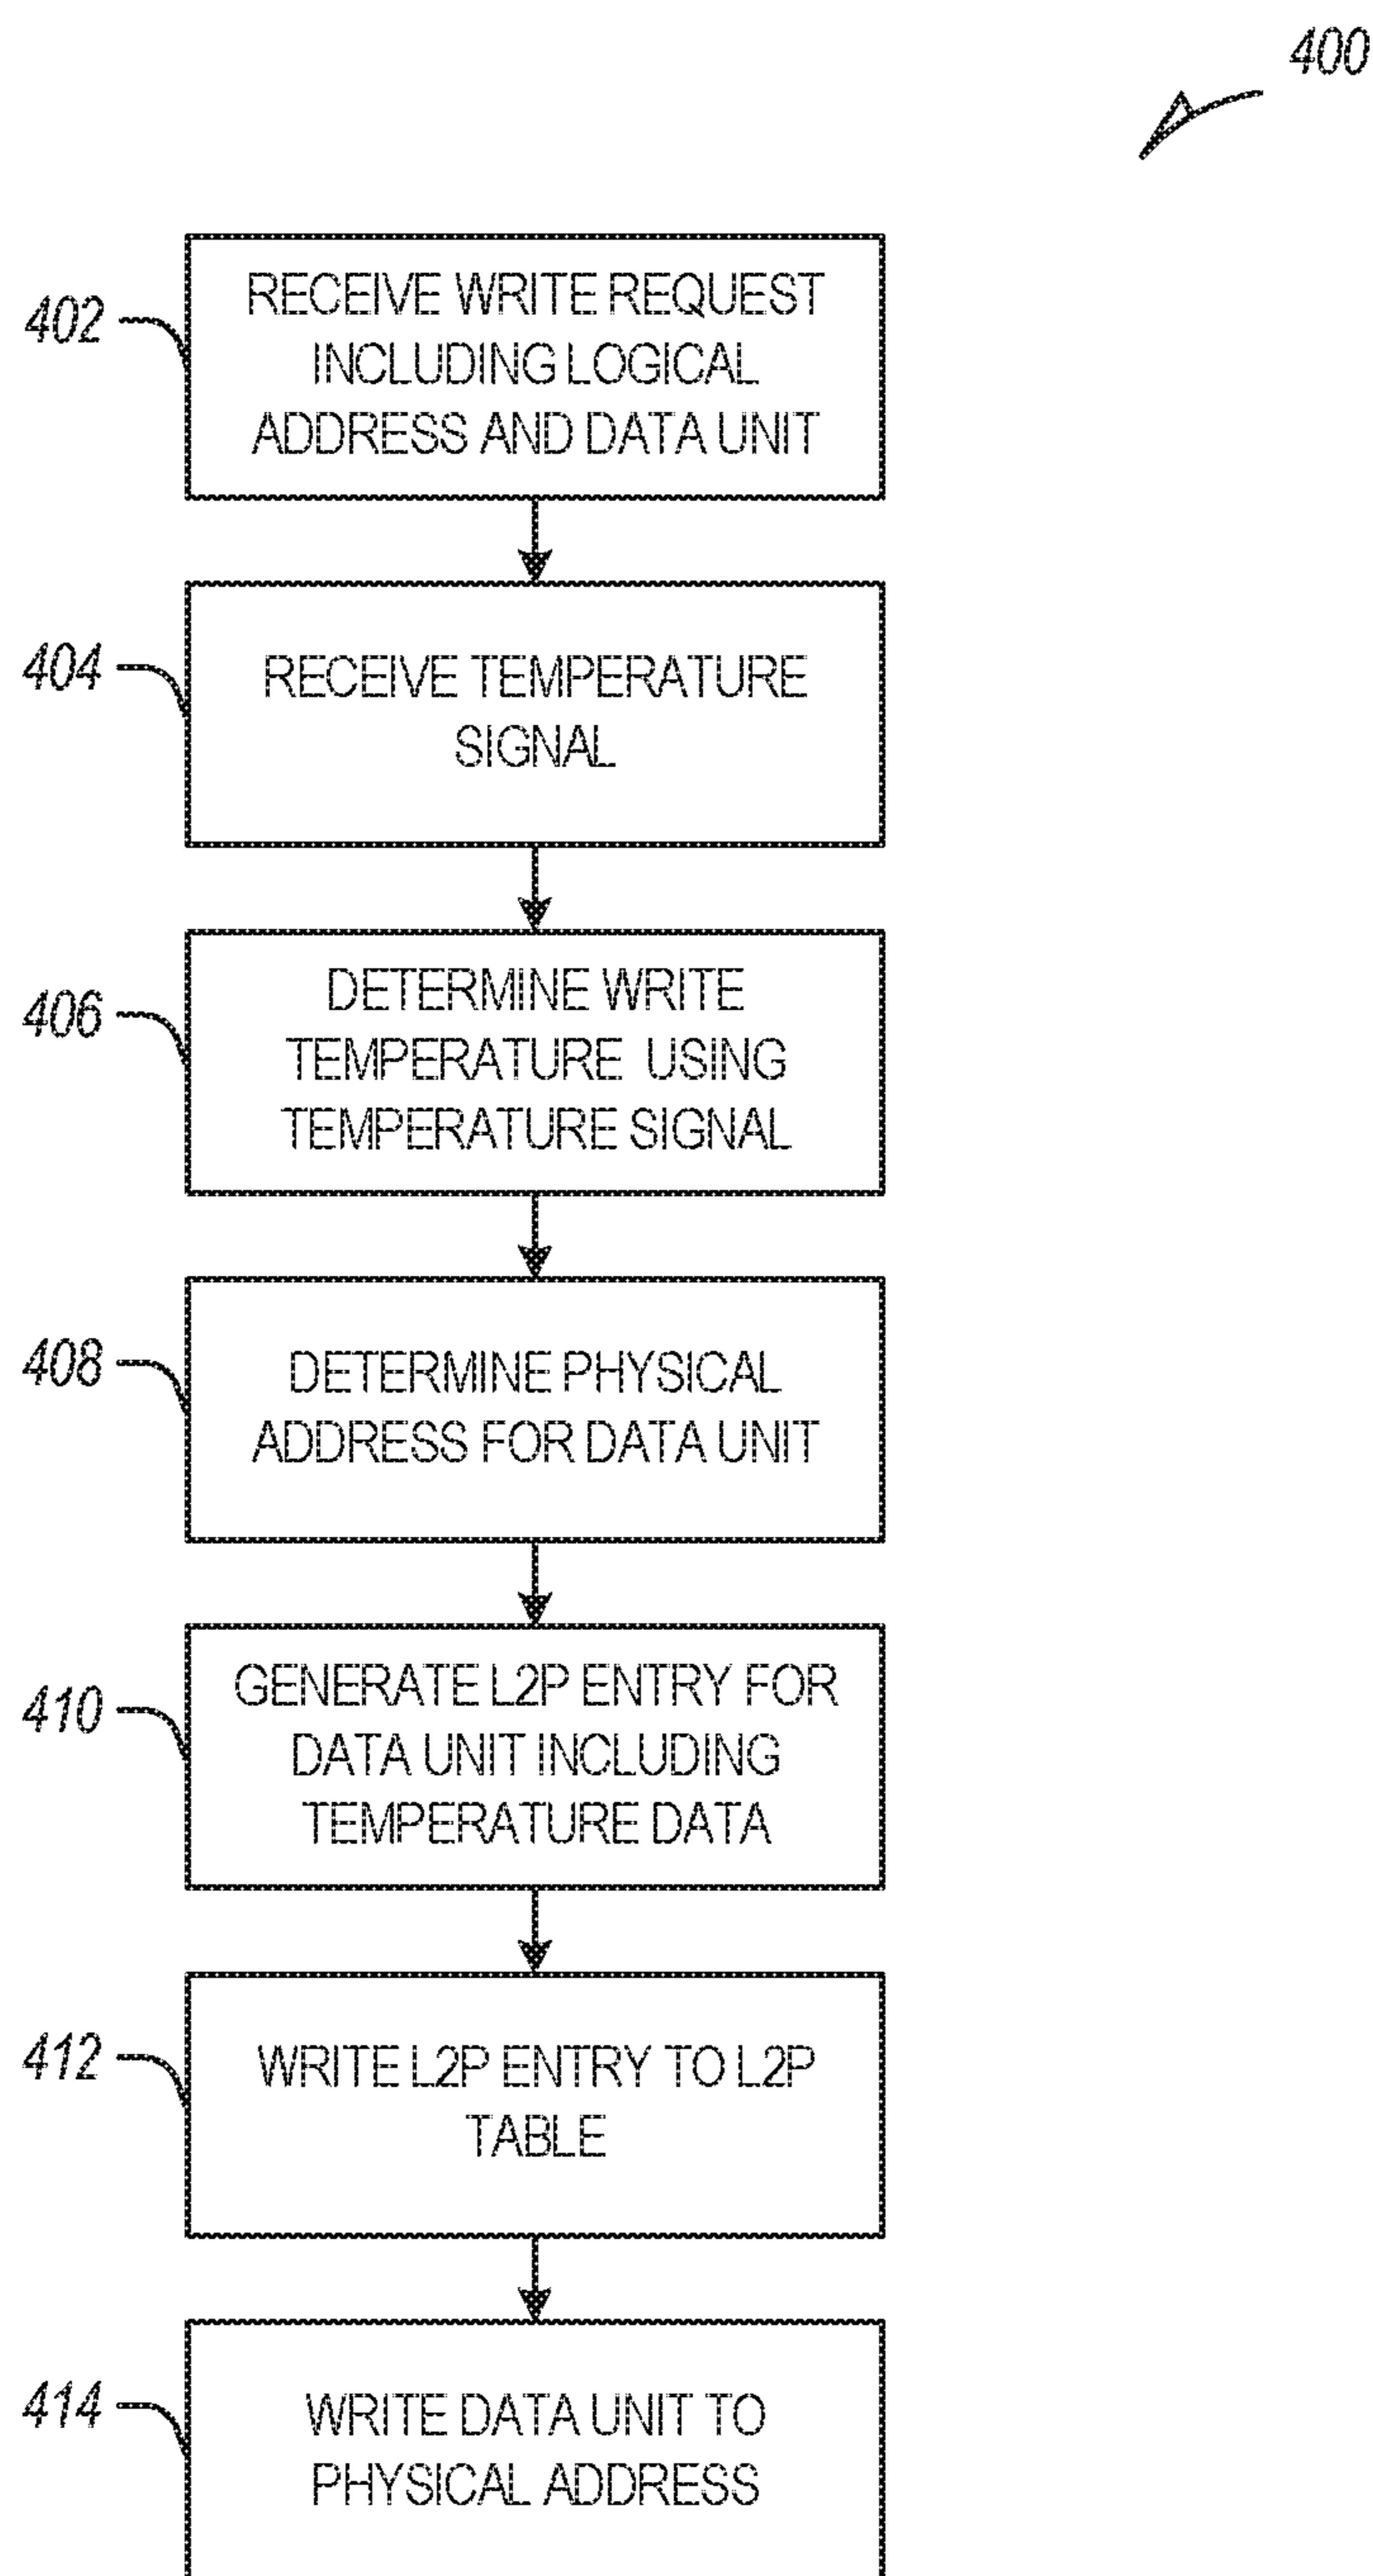 400
402
RECEIVE WRITE REQUEST
INCLUDING LOGICAL
ADDRESS AND DATA UNIT
404
RECEIVE TEMPERATURE
SIGNAL
406
DETERMINE WRITE
TEMPERATURE USING
TEMPERATURE SIGNAL
408
DETERMINE PHYSICAL
ADDRESS FOR DATA UNIT
410
GENERATE L2P ENTRY FOR
DATA UNIT INCLUDING
TEMPERATURE DATA
412
WRITE L2P ENTRY TO L2P
TABLE
414
WRITE DATA UNIT TO
PHYSICAL ADDRESS